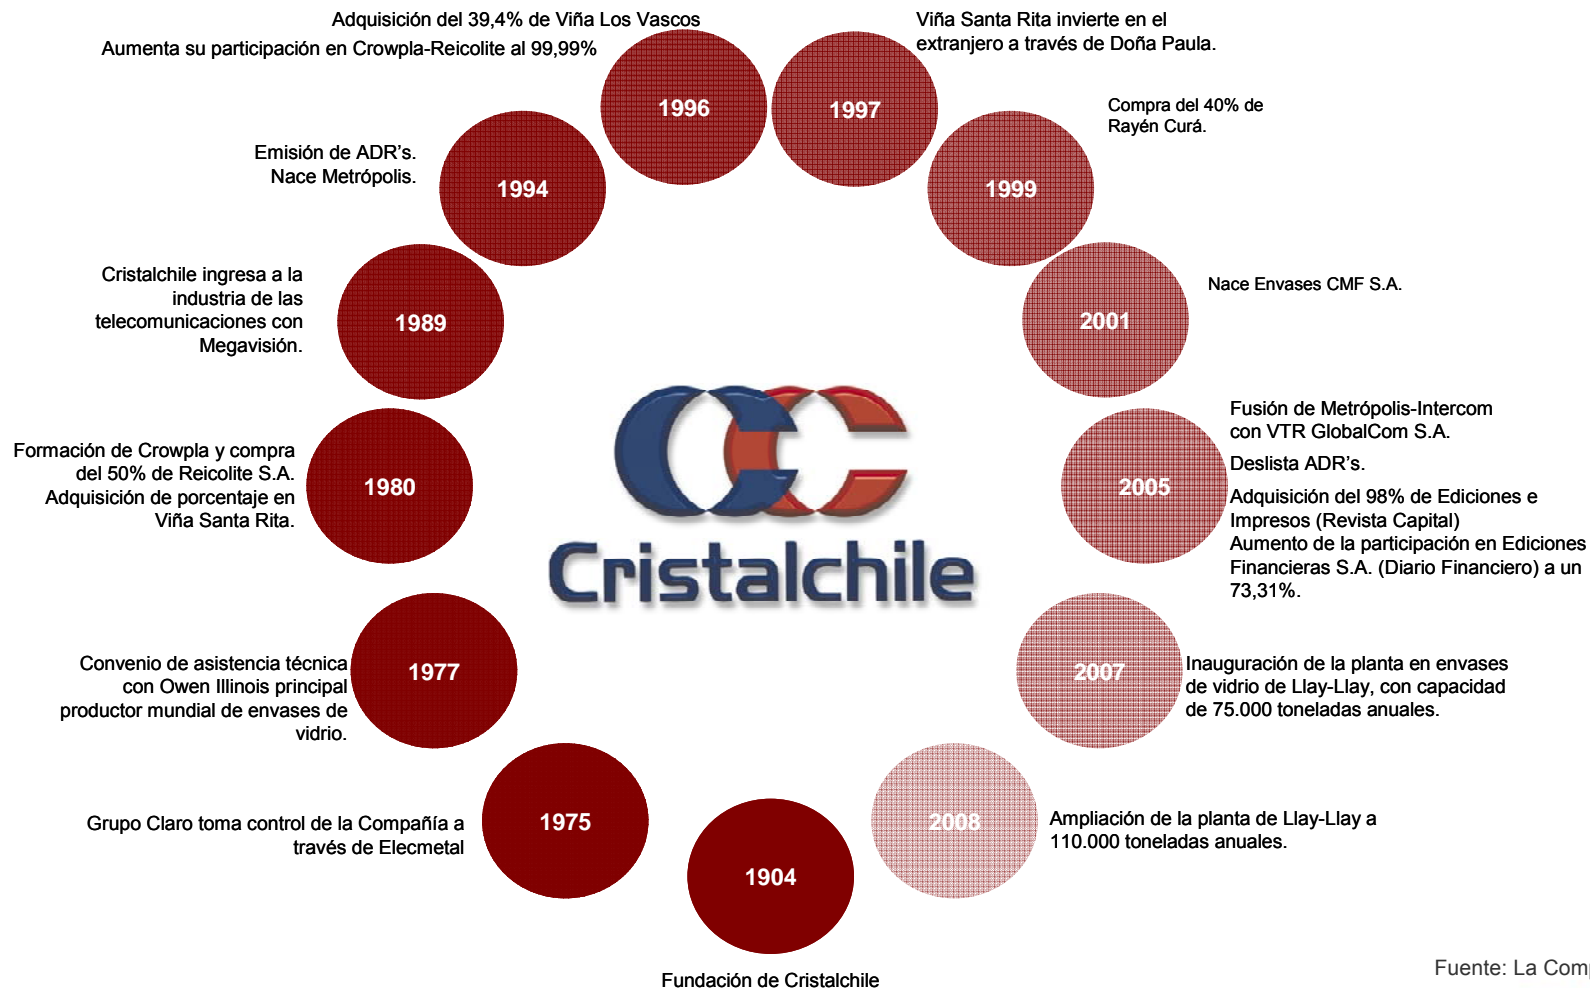 Adquisición del 39,4% de Viña Los Vascos
Aumenta su participación en Crowpla-Reicolite al 99,99%
1996
Viña Santa Rita invierte en el
extranjero a través de Doña Paula.
1997
Compra del 40% de
Rayén Curá.
1999
Emisión de ADR's.
Nace Metrópolis.
1994
Cristalchile ingresa a la
industria de las
telecomunicaciones con
Megavisión.
1989
Nace Envases CMF S.A.
2001
Formación de Crowpla y compra
del 50% de Reicolite S.A.
Adquisición de porcentaje en
Viña Santa Rita.
1980
Cristalchile
Fusión de Metrópolis-Intercom
con VTR GlobalCom S.A.
Deslista ADR's.
2005
Adquisición del 98% de Ediciones e
Impresos (Revista Capital)
Aumento de la participación en Ediciones
Financieras S.A. (Diario Financiero) a un
73,31%.
Convenio de asistencia técnica
con Owen Illinois principal
productor mundial de envases de
vidrio.
1977
2007
Inauguración de la planta en envases
de vidrio de Llay-Llay, con capacidad
de 75.000 toneladas anuales.
Grupo Claro toma control de la Compañía a
través de Elecmetal
1975
2008
Ampliación de la planta de Llay-Llay a
110.000 toneladas anuales.
1904
Fundación de Cristalchile
Fuente: La Comp